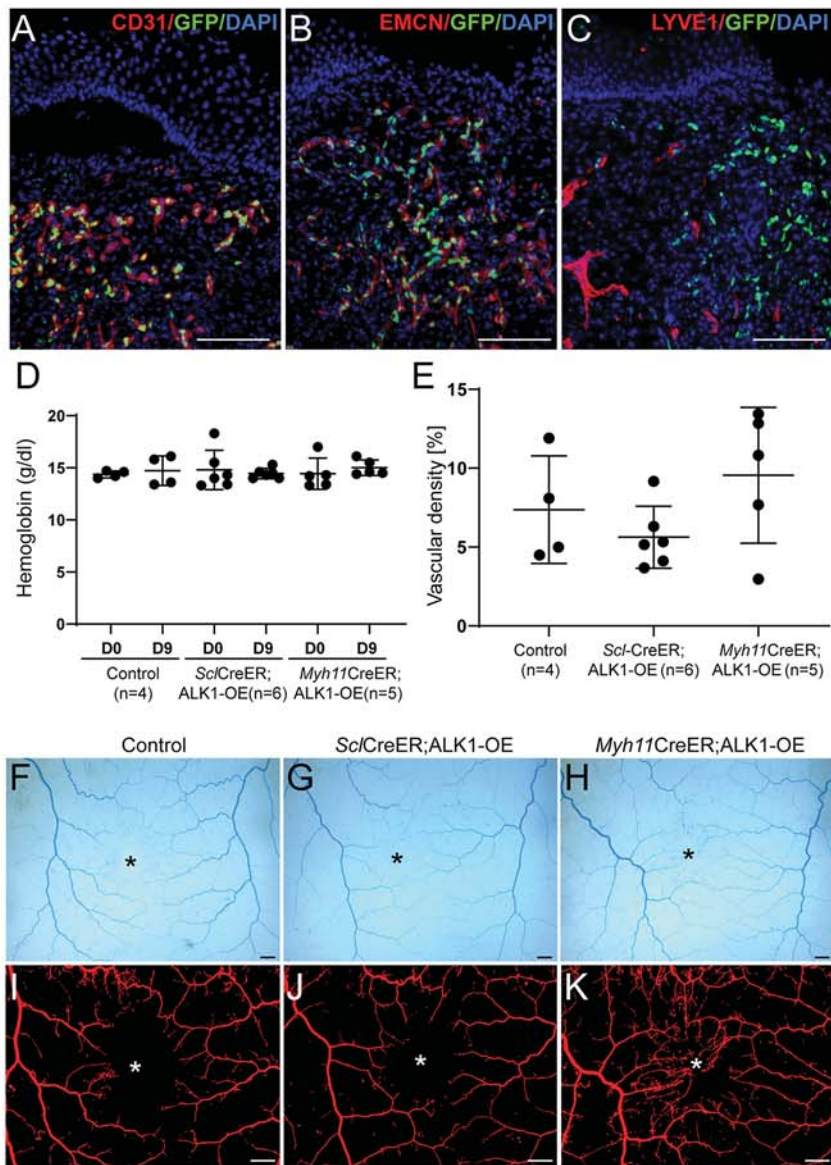 A CD31/GFP/DAPI
B EMCN/GFP/DAPI
C LYVE1/GFP/DAPI
D
Hemoglobin (g/dl)
20
15
10
5
0
D0 D9 D0 D9 D0 D9
Control SclCreER; Myh11CreER;
(n=4) ALK1-OE(n=6) ALK1-OE(n=5)
E
Vascular density [%]
15
10
5
0
Control Scl-CreER; Myh11CreER;
(n=4) ALK1-OE(n=6) ALK1-OE(n=5)
Control SclCreER;ALK1-OE Myh11CreER;ALK1-OE
F G H
* * *
I J K
* * *